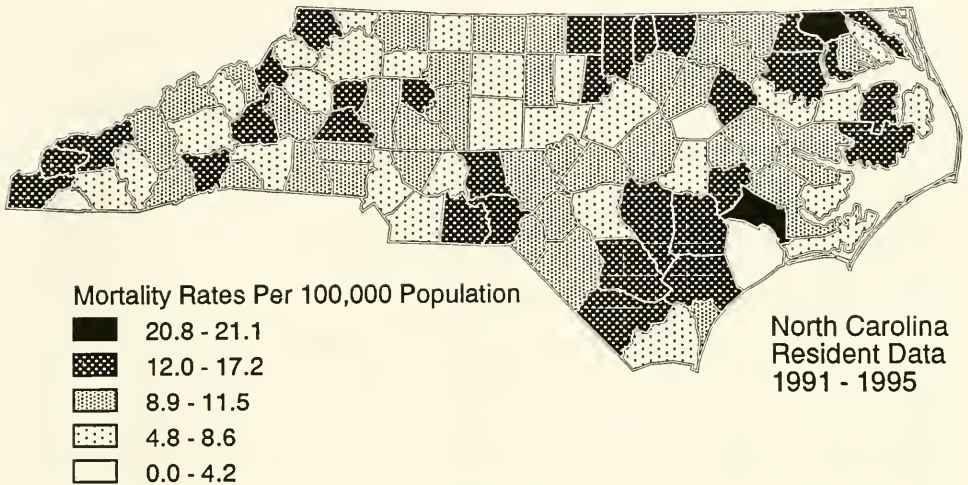 Mortality Rates Per 100,000 Population
20.8 - 21.1
12.0 - 17.2
8.9 - 11.5
4.8 - 8.6
0.0 - 4.2
North Carolina
Resident Data
1991 - 1995